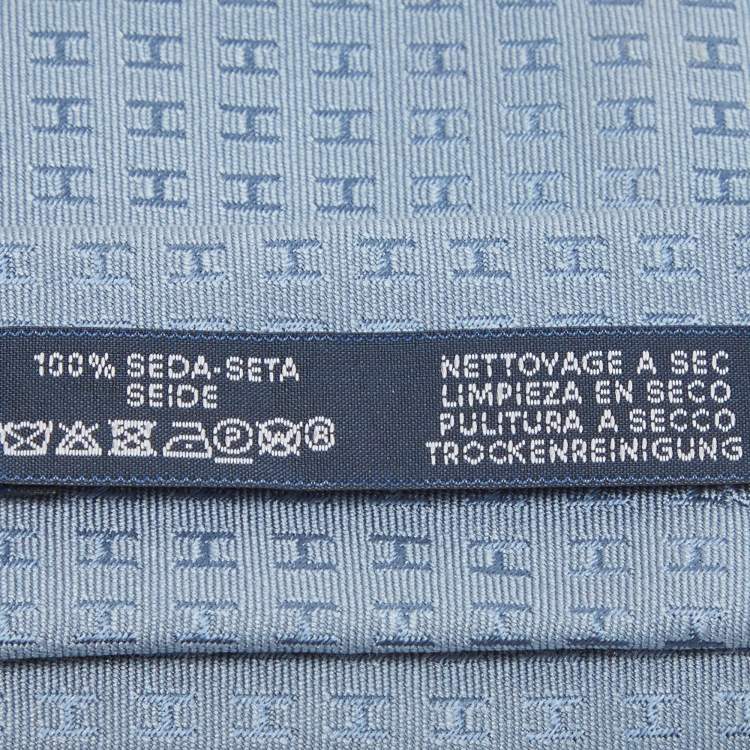 100% SEDA-SETA
SEIDE
P
W
®
NETTOYAGE A SEC
LIMPIEZA EN SECO
PULITURA A SECCO
TROCKENREINIGUNG